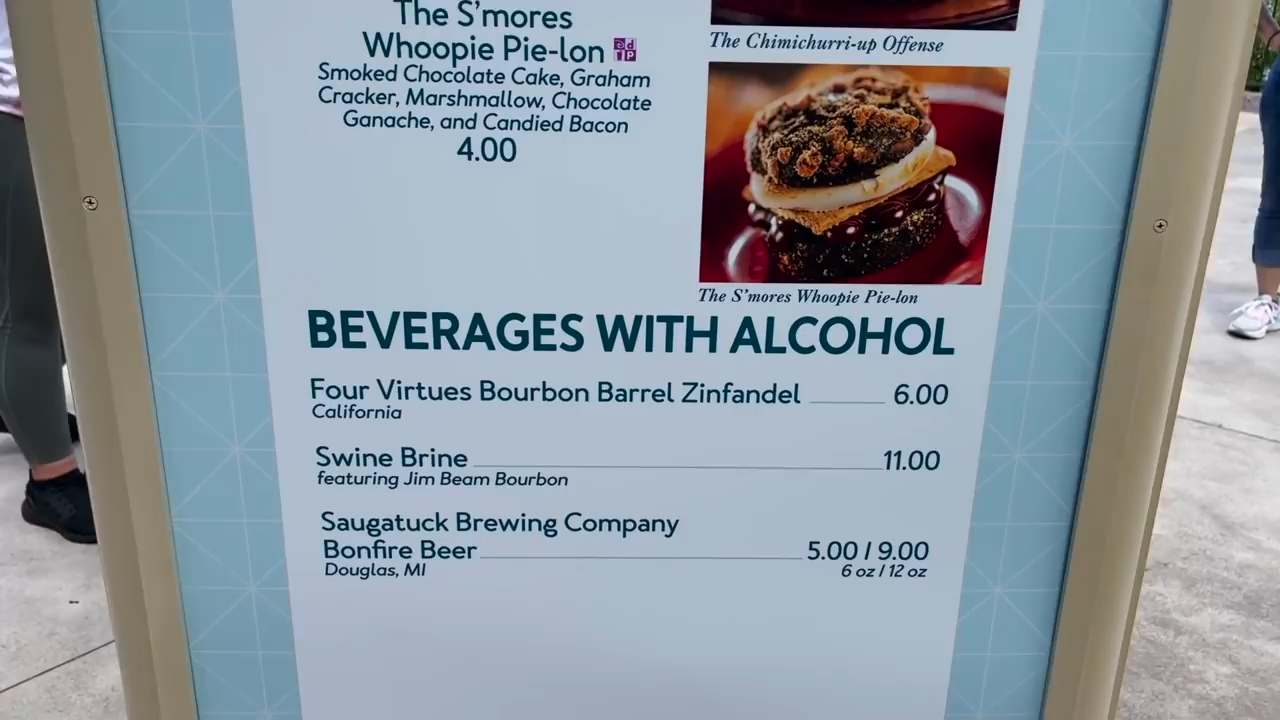 The S'mores
Whoopie Pie-lon
Smoked Chocolate Cake, Graham
Cracker, Marshmallow, Chocolate
Ganache, and Candied Bacon
4.00
The Chimichurri-up Offense
The S'mores Whoopie Pie-lon
BEVERAGES WITH ALCOHOL
Four Virtues Bourbon Barrel Zinfandel 6.00
California
Swine Brine 11.00
featuring Jim Beam Bourbon
Saugatuck Brewing Company
Bonfire Beer 5.00 / 9.00
Douglas, MI 6 oz / 12 oz